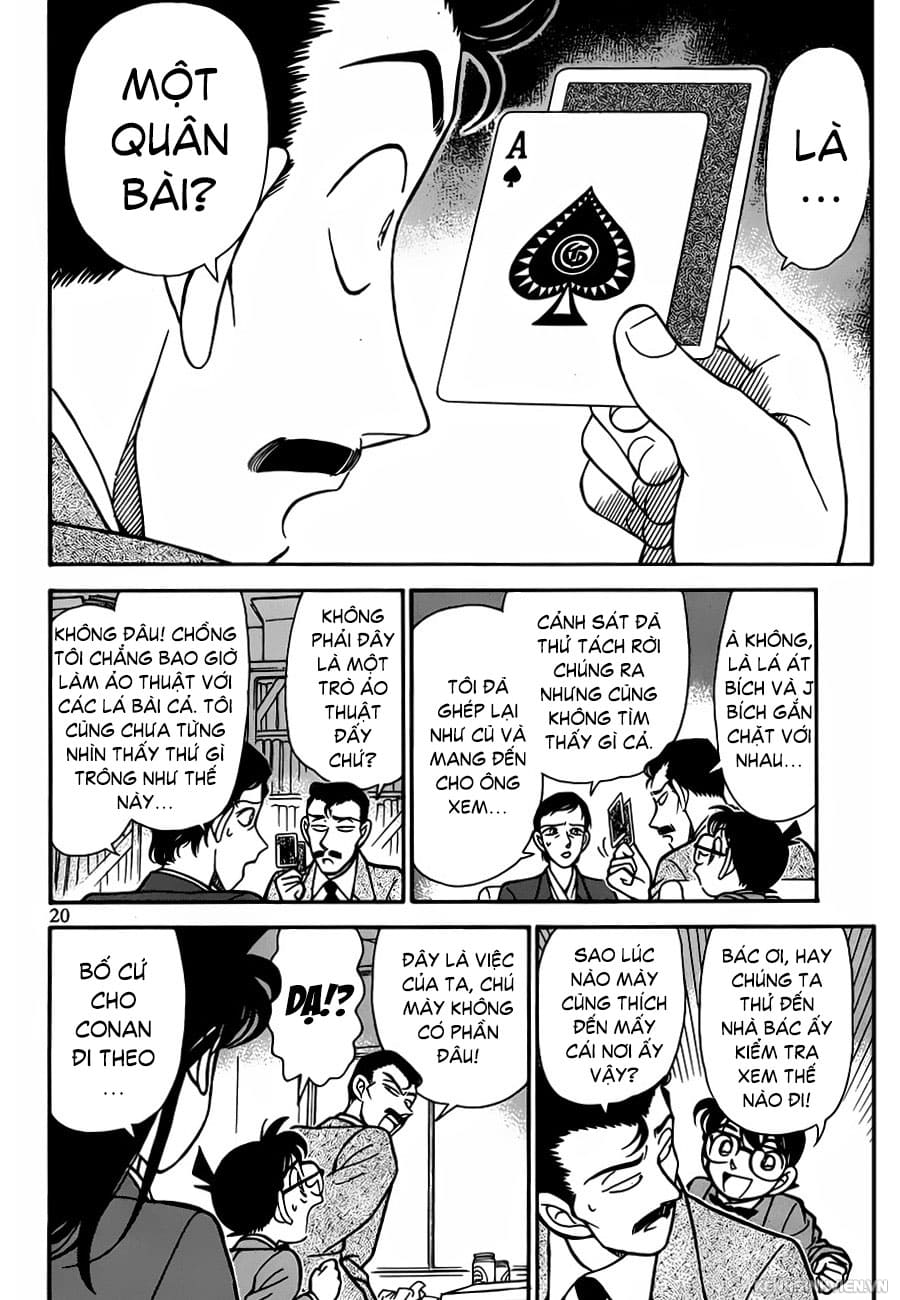 LÀ
...
MỘT
QUÂN
BÀI?
A
À KHÔNG,
LÀ LÁ ÁT
BÍCH VÀ J
BÍCH GẮN
CHẶT VỚI
NHAU...
CẢNH SÁT ĐÃ
THỬ TÁCH RỜI
CHÚNG RA
NHƯNG CŨNG
KHÔNG TÌM
THẤY GÌ CẢ.
TÔI ĐÃ
GHÉP LẠI
NHƯ CŨ VÀ
MANG ĐẾN
CHO ÔNG
XEM...
KHÔNG
PHẢI ĐÂY
LÀ MỘT
TRÒ ÁO
THUẬT
ĐẤY
CHỨ?
KHÔNG ĐÂU! CHỒNG
TÔI CHẲNG BAO GIỜ
LÀM ẢO THUẬT VỚI
CÁC LÁ BÀI CẢ. TÔI
CŨNG CHƯA TỪNG
NHÌN THẤY THỨ GÌ
TRÔNG NHƯ THẾ
NÀY...
20
BÁC ƠI, HAY
CHÚNG TA
THỬ ĐẾN
NHÀ BÁC ẤY
KIỂM TRA
XEM THẾ
NÀO ĐI!
SAO LÚC
NÀO MÀY
CŨNG THÍCH
ĐẾN MẤY
CÁI NƠI ẤY
VẬY?
ĐÂY LÀ VIỆC
CỦA TA, CHÚ
MÀY KHÔNG
CÓ PHẦN
ĐÂU!
DẠ!?
BỐ CỨ
CHO
CONAN
ĐI THEO
...